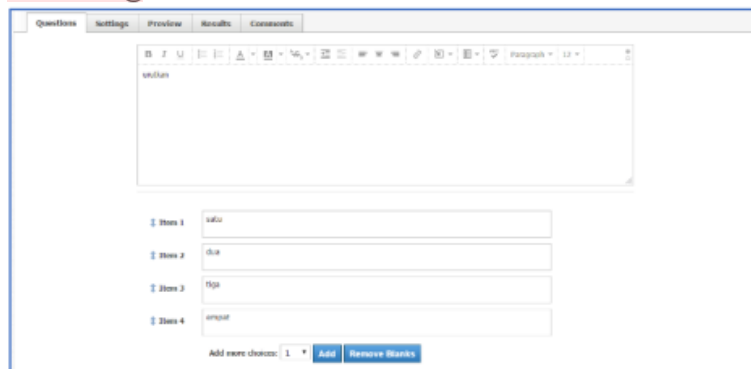 Questions Settings Preview Results Comments
B I U A Paragraph 12
urutkan
Item 1 satu
Item 2 dua
Item 3 tiga
Item 4 empat
Add more choices: 1 Add Remove Blanks